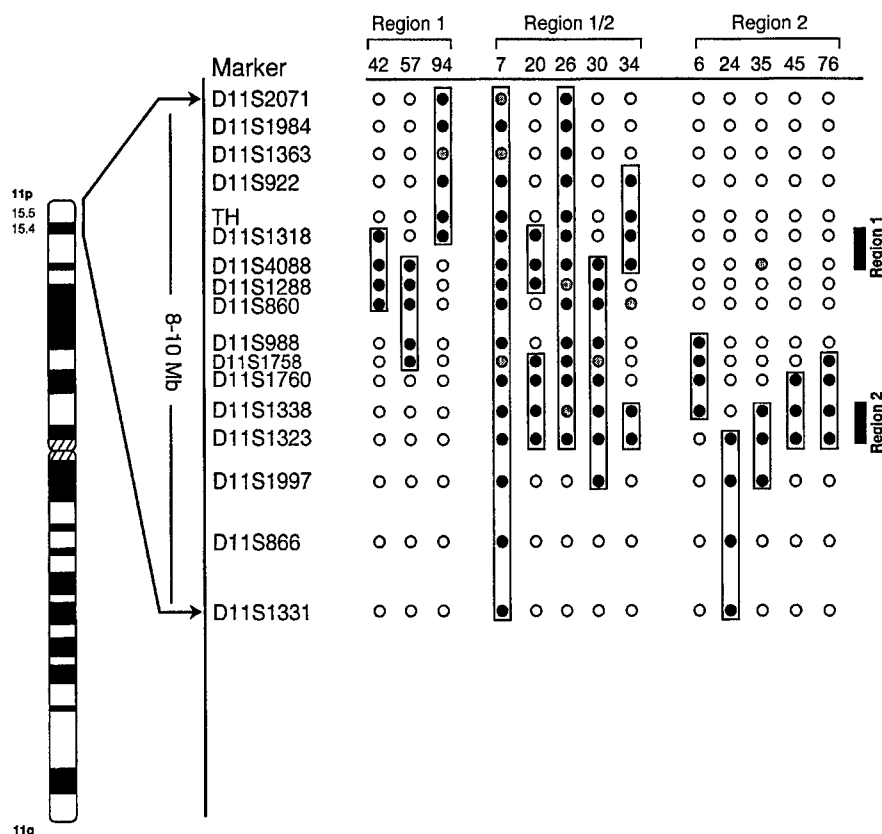 Region 1 Region 1/2 Region 2
Marker 42 57 94 7 20 26 30 34 6 24 35 45 76
D11S2071
D11S1984
D11S1363
D11S922
11p
15.5
15.4
TH
D11S1318
D11S4088
D11S1288
D11S860
D11S988
D11S1758
D11S1760
D11S1338
D11S1323
D11S1997
D11S866
D11S1331
8-10 Mb
Region 1
Region 2
11q